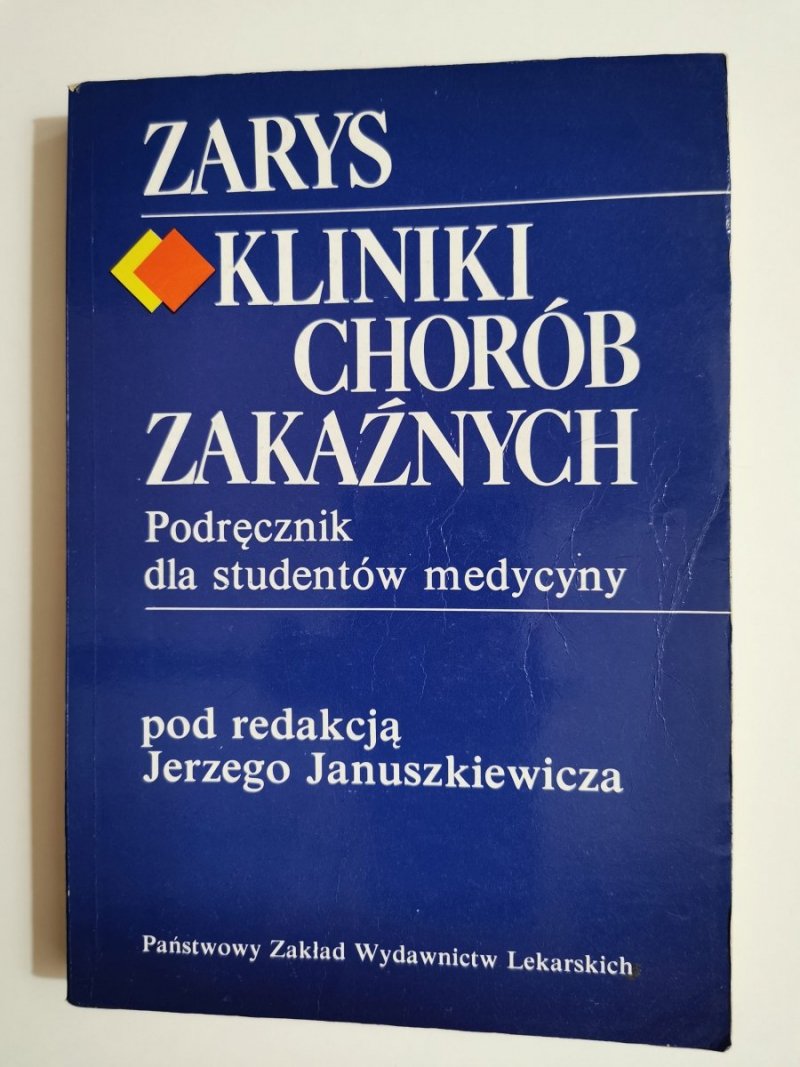 ZARYS
KLINIKI
CHORÓB
ZAKAŹNYCH
Podręcznik
dla studentów medycyny
pod redakcją
Jerzego Januszkiewicza
Państwowy Zakład Wydawnictw Lekarskich